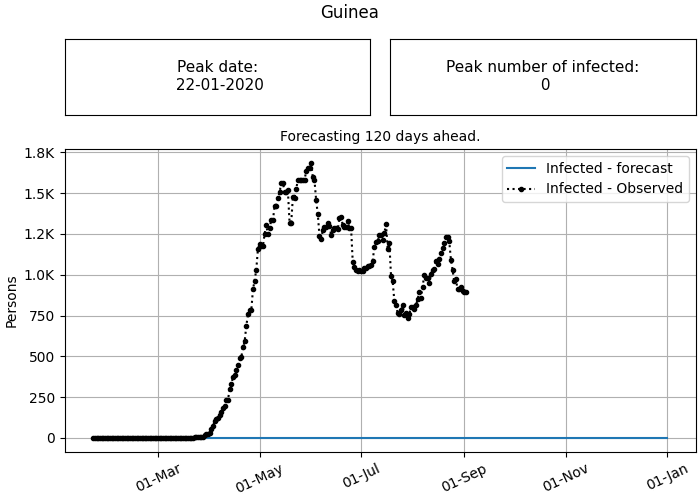 Guinea
Peak date:
22-01-2020
Peak number of infected:
0
Forecasting 120 days ahead.
Infected - forecast
Infected - Observed
Persons
1.8K
1.5K
1.2K
1.0K
750
500
250
0
01-Mar
01-May
01-Jul
01-Sep
01-Nov
01-Jan